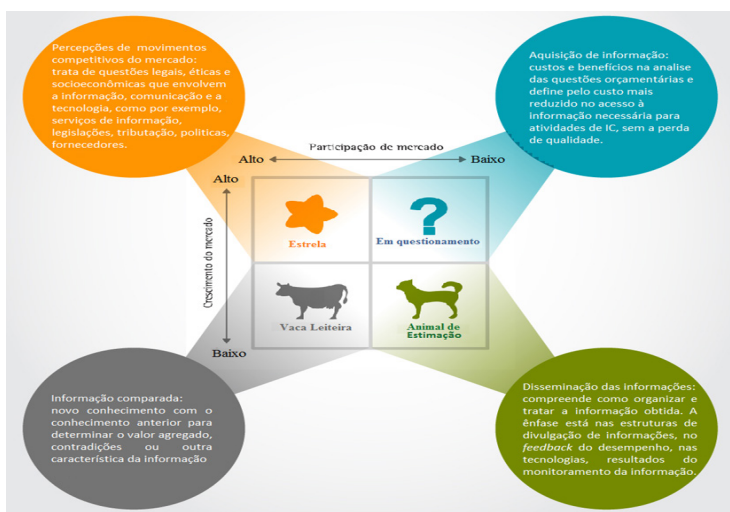 Percepções de movimentos
competitivos do mercado:
trata de questões legais, éticas e
socioeconômicas que envolvem
a informação, comunicação e a
tecnologia, como por exemplo,
serviços de informação,
legislações, tributação, politicas,
fornecedores.
Aquisição de informação:
custos e benefícios na analise
das questões orçamentárias e
define pelo custo mais
reduzido no acesso à
informação necessária para
atividades de IC, sem a perda
de qualidade.
Participação de mercado
Alto
Baixo
Alto
Crescimento do mercado
Baixo
Estrela
Em questionamento
Vaca Leiteira
Animal de
Estimação
Informação comparada:
novo conhecimento com o
conhecimento anterior para
determinar o valor agregado,
contradições ou outra
característica da informação
Disseminação das informações:
compreende como organizar e
tratar a informação obtida. A
ênfase está nas estruturas de
divulgação de informações, no
feedback do desempenho, nas
tecnologias, resultados do
monitoramento da informação.